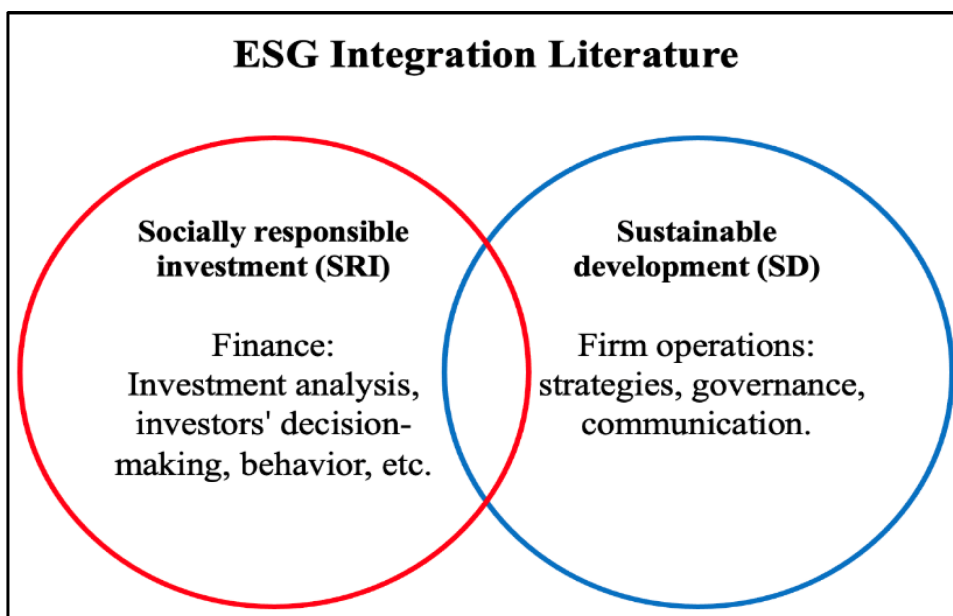 ESG Integration Literature
Socially responsible
investment (SRI)
Finance:
Investment analysis,
investors' decision-
making, behavior, etc.
Sustainable
development (SD)
Firm operations:
strategies, governance,
communication.